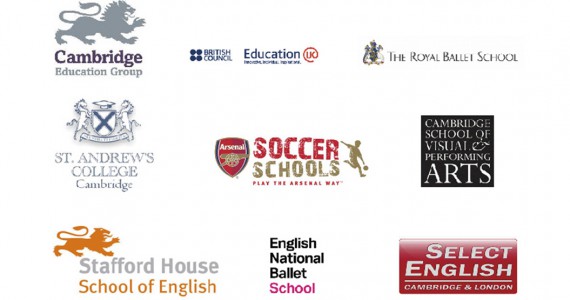 Cambridge
Education Group
BRITISH
COUNCIL
Education UK
THE ROYAL BALLET SCHOOL
ST. ANDREW'S
COLLEGE
Cambridge
Arsenal
SOCCER
SCHOOLS
PLAY THE ARSENAL WAY
CAMBRIDGE
SCHOOL OF
VISUAL &
PERFORMING
ARTS
Stafford House
School of English
English
National
Ballet
School
SELECT
ENGLISH
CAMBRIDGE & LONDON